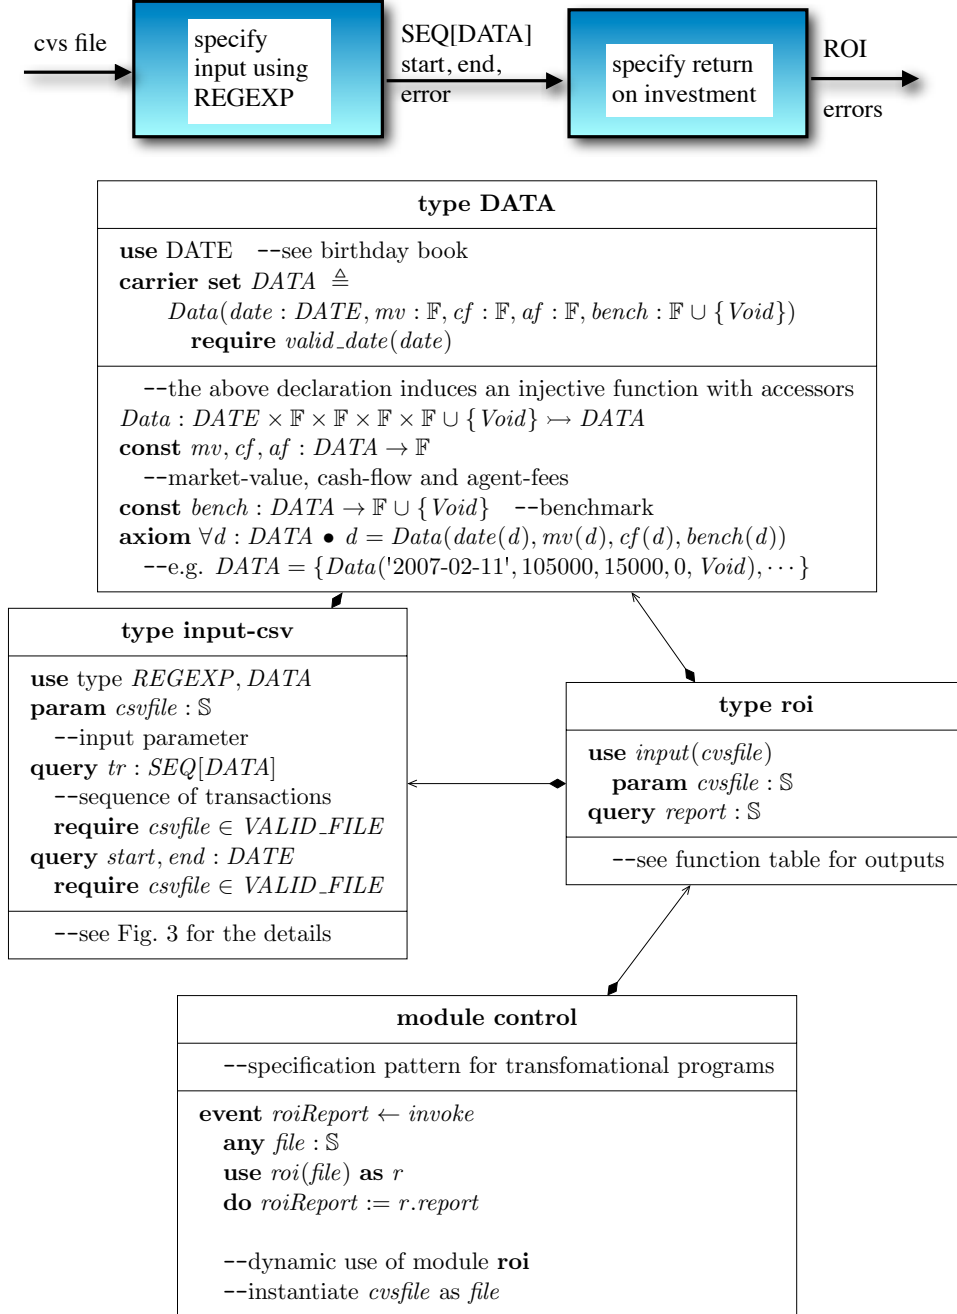 cvs file
specify
input using
REGEXP
SEQ[DATA]
start, end,
error
specify return
on investment
ROI
errors
type DATA
use DATE --see birthday book
carrier set DATA ≜
Data(date : DATE, mv : 𝔽, cf : 𝔽, af : 𝔽, bench : 𝔽 ∪ {Void})
require valid_date(date)
--the above declaration induces an injective function with accessors
Data : DATE × 𝔽 × 𝔽 × 𝔽 × 𝔽 ∪ {Void} ↣ DATA
const mv, cf, af : DATA → 𝔽
--market-value, cash-flow and agent-fees
const bench : DATA → 𝔽 ∪ {Void} --benchmark
axiom ∀d : DATA • d = Data(date(d), mv(d), cf(d), bench(d))
--e.g. DATA = {Data('2007-02-11', 105000, 15000, 0, Void), ⋯}
type input-csv
use type REGEXP, DATA
param csvfile : 𝕊
--input parameter
query tr : SEQ[DATA]
--sequence of transactions
require csvfile ∈ VALID_FILE
query start, end : DATE
require csvfile ∈ VALID_FILE
--see Fig. 3 for the details
type roi
use input(cvsfile)
param cvsfile : 𝕊
query report : 𝕊
--see function table for outputs
module control
--specification pattern for transfomational programs
event roiReport ← invoke
any file : 𝕊
use roi(file) as r
do roiReport := r.report
--dynamic use of module roi
--instantiate cvsfile as file